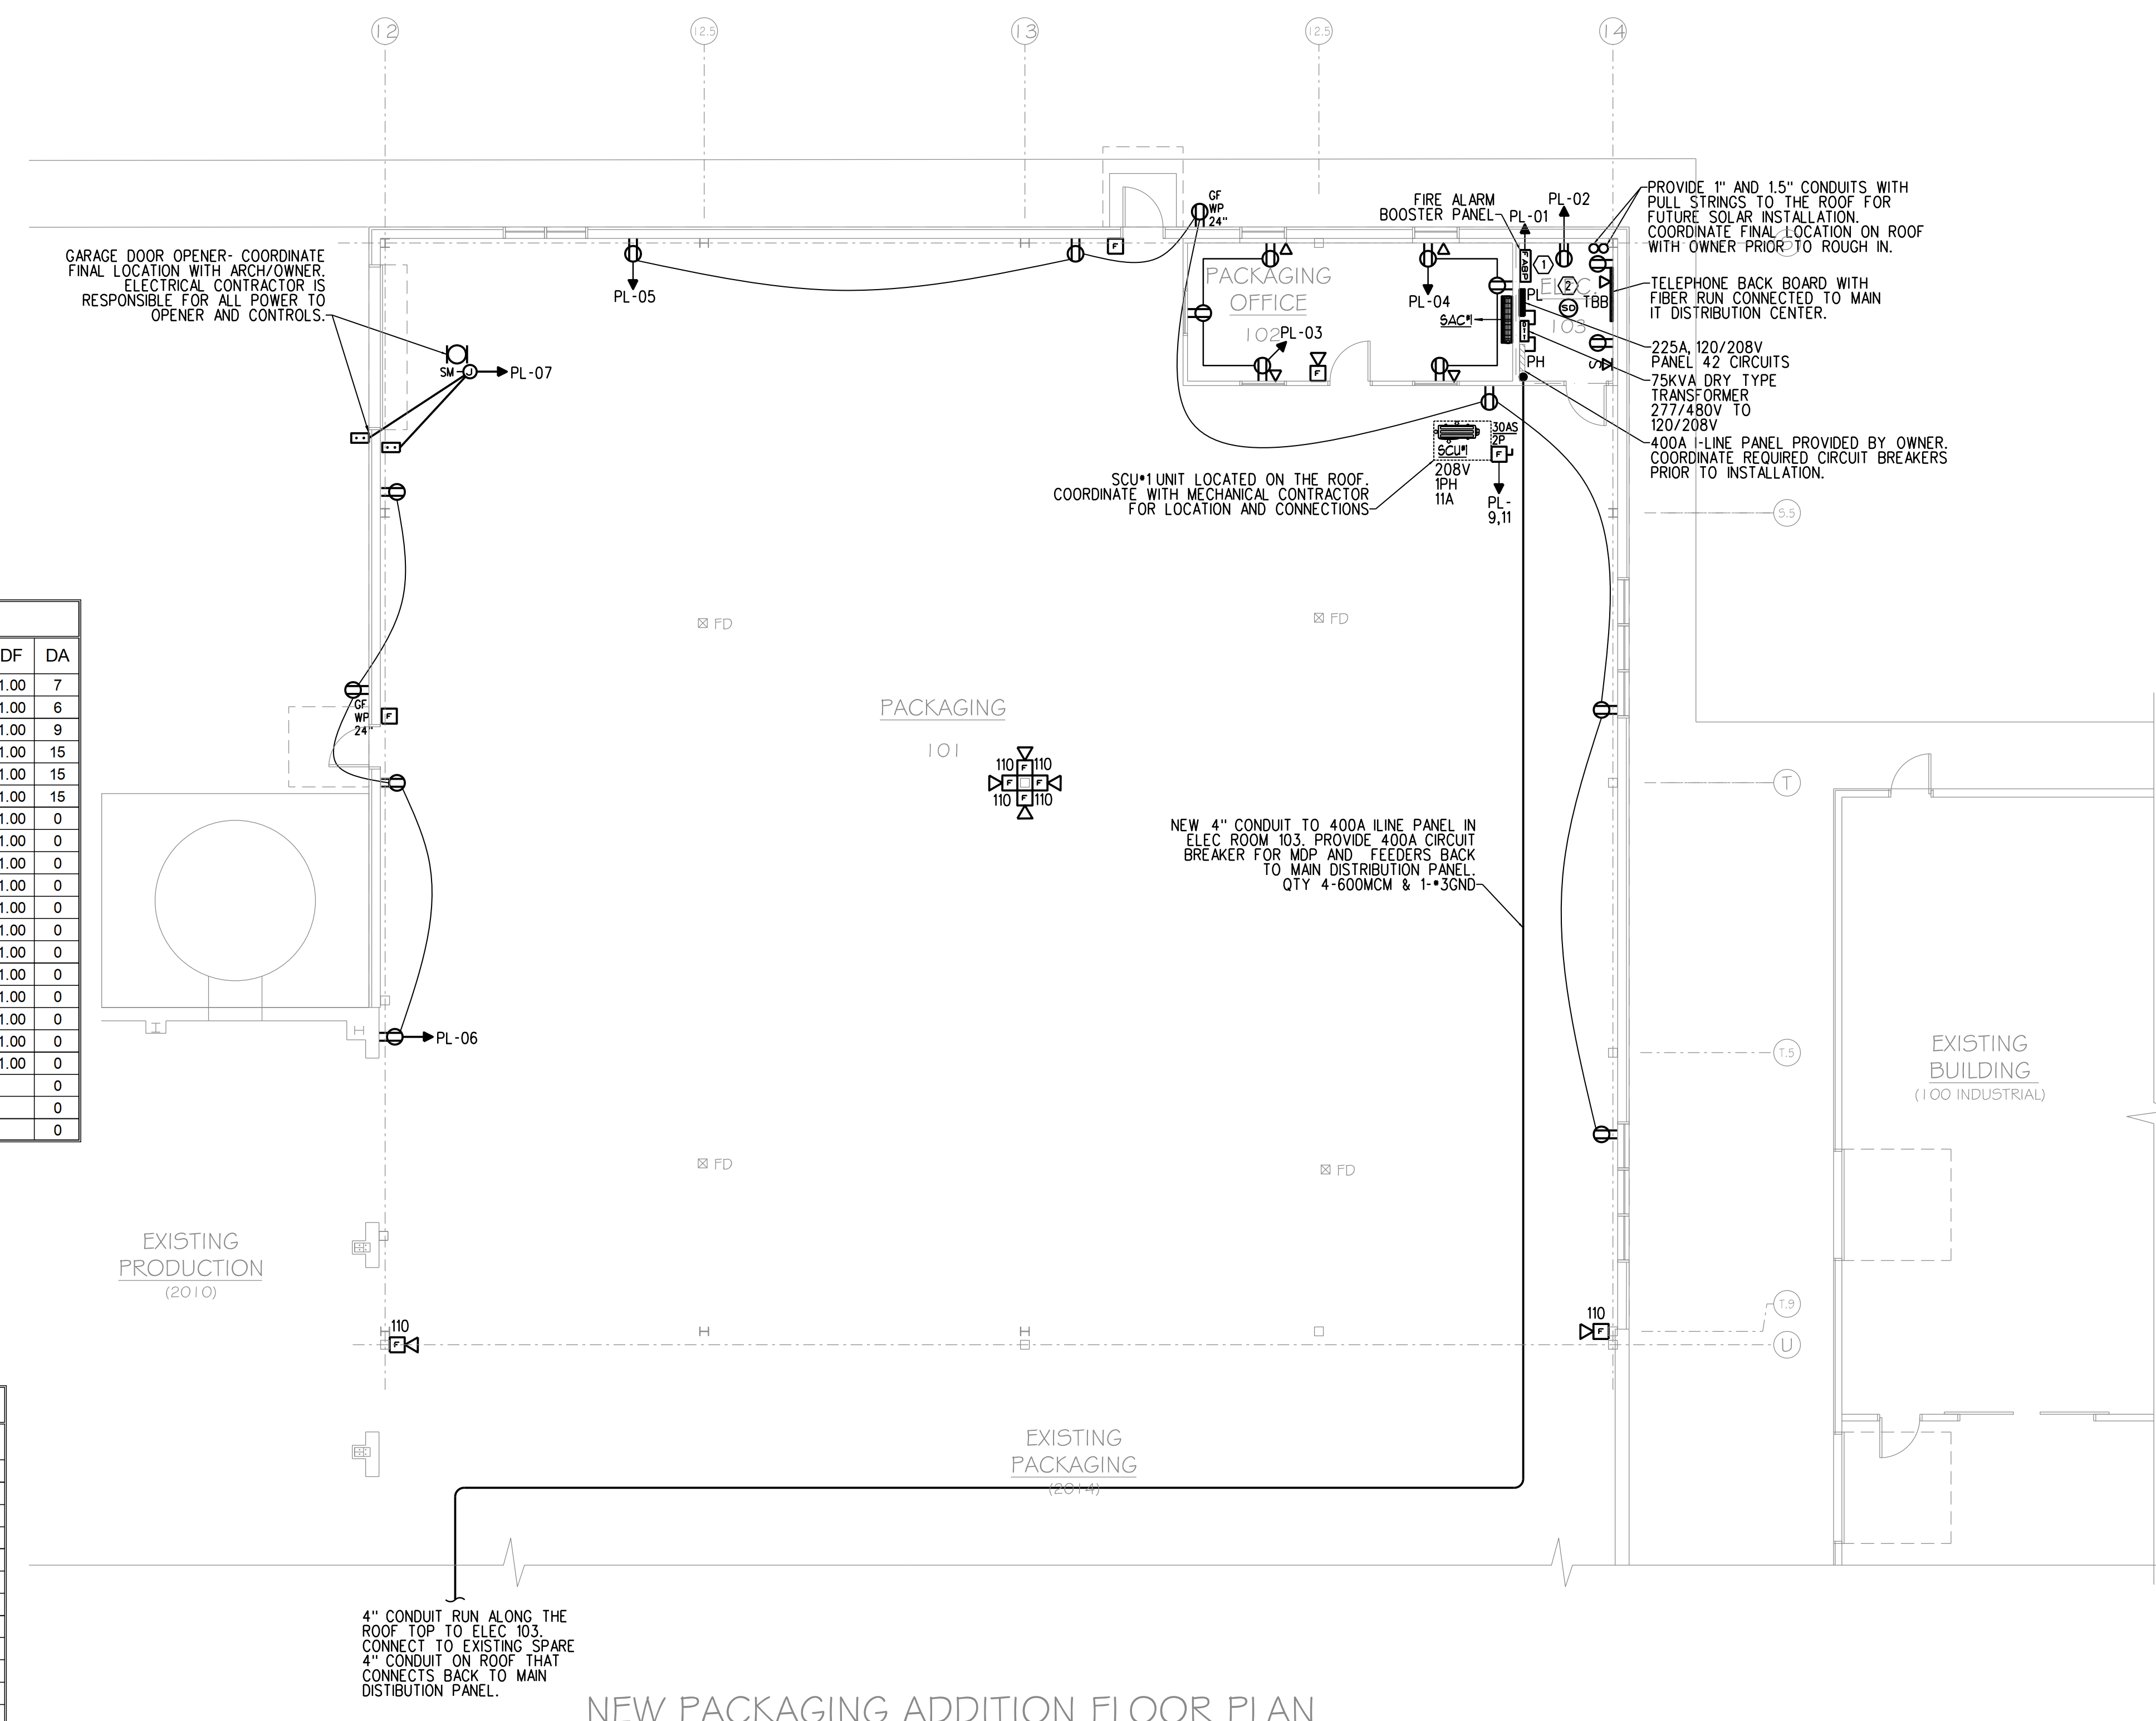 12
12.5
13
12.5
14
GARAGE DOOR OPENER- COORDINATE
FINAL LOCATION WITH ARCH/OWNER.
ELECTRICAL CONTRACTOR IS
RESPONSIBLE FOR ALL POWER TO
OPENER AND CONTROLS.
SM
J
PL-07
PL-05
F
GF
WP
24"
FIRE ALARM
BOOSTER PANEL
PL-01
PL-02
PROVIDE 1" AND 1.5" CONDUITS WITH
PULL STRINGS TO THE ROOF FOR
FUTURE SOLAR INSTALLATION.
COORDINATE FINAL LOCATION ON ROOF
WITH OWNER PRIOR TO ROUGH IN.
PACKAGING
OFFICE
102
PL-03
PL-04
SAC#1
FABP
1
2
PL
ELEC.
103
SD
TBB
PH
F
TELEPHONE BACK BOARD WITH
FIBER RUN CONNECTED TO MAIN
IT DISTRIBUTION CENTER.
225A, 120/208V
PANEL 42 CIRCUITS
75KVA DRY TYPE
TRANSFORMER
277/480V TO
120/208V
400A I-LINE PANEL PROVIDED BY OWNER.
COORDINATE REQUIRED CIRCUIT BREAKERS
PRIOR TO INSTALLATION.
SCU#1
30AS
2P
F
208V
1PH
11A
PL-
9,11
SCU#1 UNIT LOCATED ON THE ROOF.
COORDINATE WITH MECHANICAL CONTRACTOR
FOR LOCATION AND CONNECTIONS
S.5
FD
FD
DF DA
1.00 7
1.00 6
1.00 9
1.00 15
1.00 15
1.00 15
1.00 0
1.00 0
1.00 0
1.00 0
1.00 0
1.00 0
1.00 0
1.00 0
1.00 0
1.00 0
1.00 0
1.00 0
0
0
0
GF
WP
24"
F
PACKAGING
101
110 F 110
F F
110 F 110
T
NEW 4" CONDUIT TO 400A ILINE PANEL IN
ELEC ROOM 103. PROVIDE 400A CIRCUIT
BREAKER FOR MDP AND FEEDERS BACK
TO MAIN DISTRIBUTION PANEL.
QTY 4-600MCM & 1-#3GND
PL-06
T.5
EXISTING
BUILDING
(100 INDUSTRIAL)
FD
FD
EXISTING
PRODUCTION
(2010)
110
F
110
F
T.9
U
EXISTING
PACKAGING
(2014)
4" CONDUIT RUN ALONG THE
ROOF TOP TO ELEC 103.
CONNECT TO EXISTING SPARE
4" CONDUIT ON ROOF THAT
CONNECTS BACK TO MAIN
DISTIBUTION PANEL.
NEW PACKAGING ADDITION FLOOR PLAN